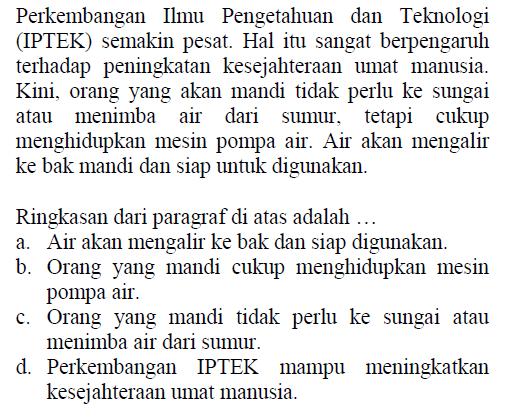 Perkembangan Ilmu Pengetahuan dan Teknologi
(IPTEK) semakin pesat. Hal itu sangat berpengaruh
terhadap peningkatan kesejahteraan umat manusia.
Kini, orang yang akan mandi tidak perlu ke sungai
atau menimba air dari sumur, tetapi cukup
menghidupkan mesin pompa air. Air akan mengalir
ke bak mandi dan siap untuk digunakan.
Ringkasan dari paragraf di atas adalah …
a. Air akan mengalir ke bak dan siap digunakan.
b. Orang yang mandi cukup menghidupkan mesin
pompa air.
c. Orang yang mandi tidak perlu ke sungai atau
menimba air dari sumur.
d. Perkembangan IPTEK mampu meningkatkan
kesejahteraan umat manusia.